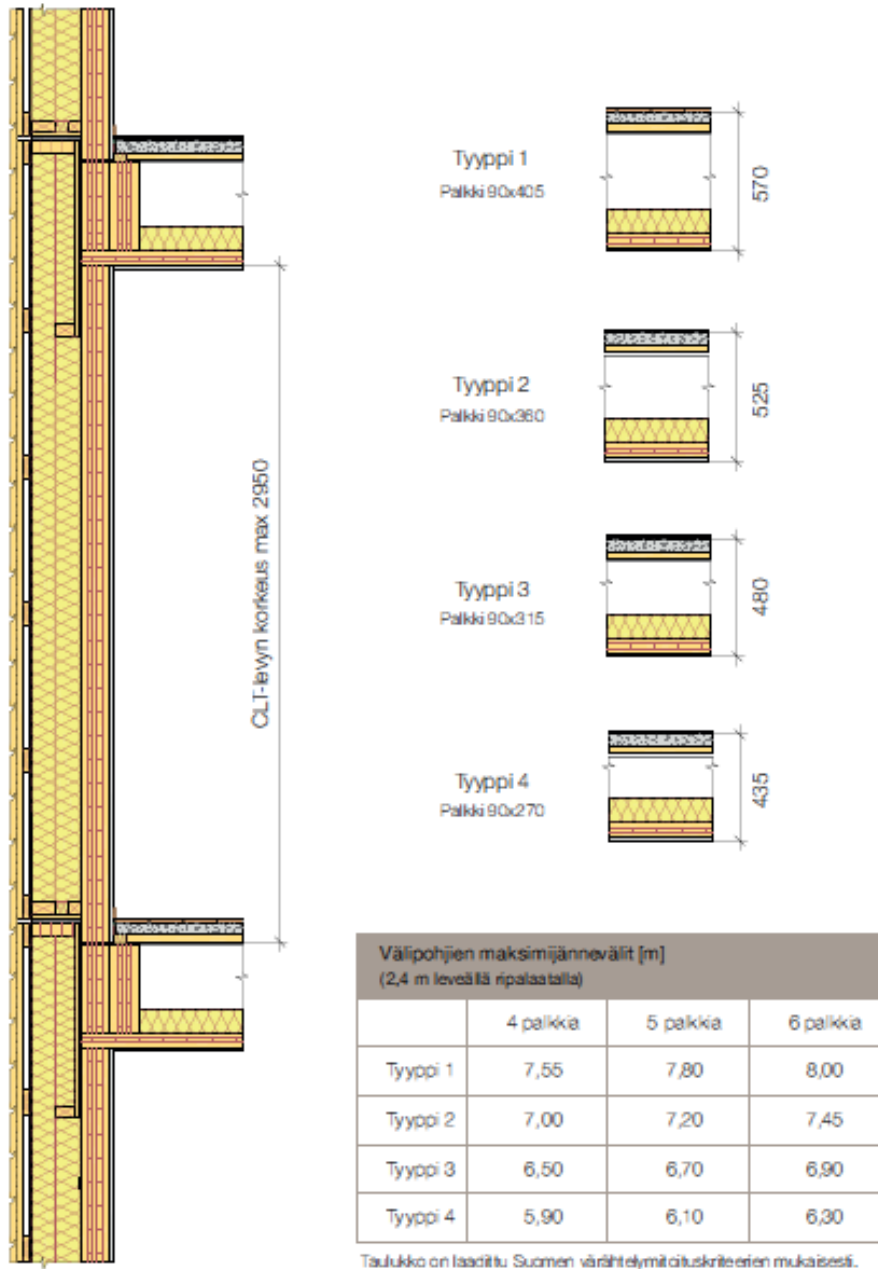 Tyyppi 1
Palkki 90x405
570
Tyyppi 2
Palkki 90x360
525
Tyyppi 3
Palkki 90x315
480
Tyyppi 4
Palkki 90x270
435
CLT-levyn korkeus max 2950
Välipohjien maksimijännevälit [m]
(2,4 m leveällä ripalaatalla)
4 palkkia 5 palkkia 6 palkkia
Tyyppi 1 7,55 7,80 8,00
Tyyppi 2 7,00 7,20 7,45
Tyyppi 3 6,50 6,70 6,90
Tyyppi 4 5,90 6,10 6,30
Taulukko on laadittu Suomen värähtelymitoituskriteerien mukaisesti.